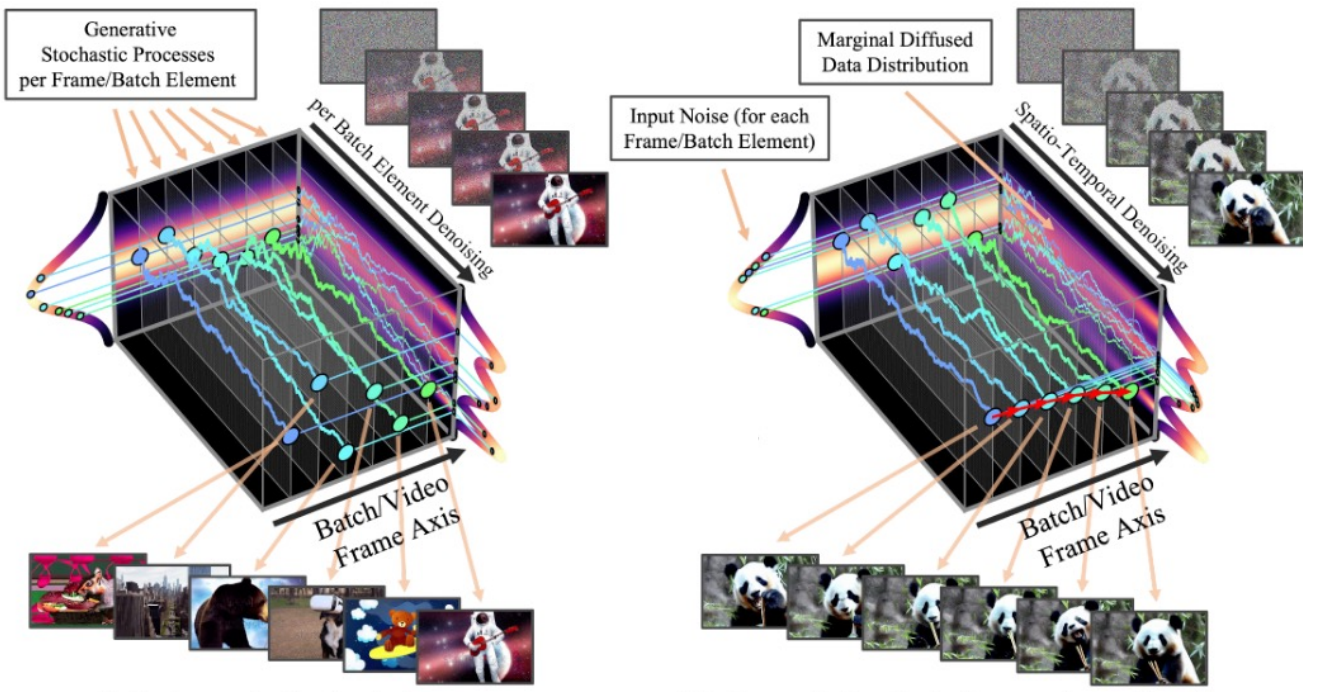 Generative
Stochastic Processes
per Frame/Batch Element
per Batch Element Denoising
Batch/Video
Frame Axis
Input Noise (for each
Frame/Batch Element)
Marginal Diffused
Data Distribution
Spatio-Temporal Denoising
Batch/Video
Frame Axis